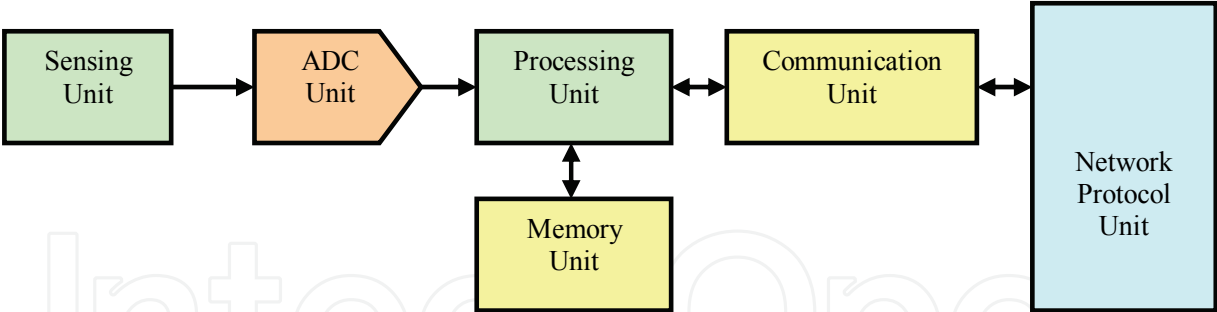 Sensing
Unit
ADC
Unit
Processing
Unit
Communication
Unit
Network
Protocol
Unit
Memory
Unit